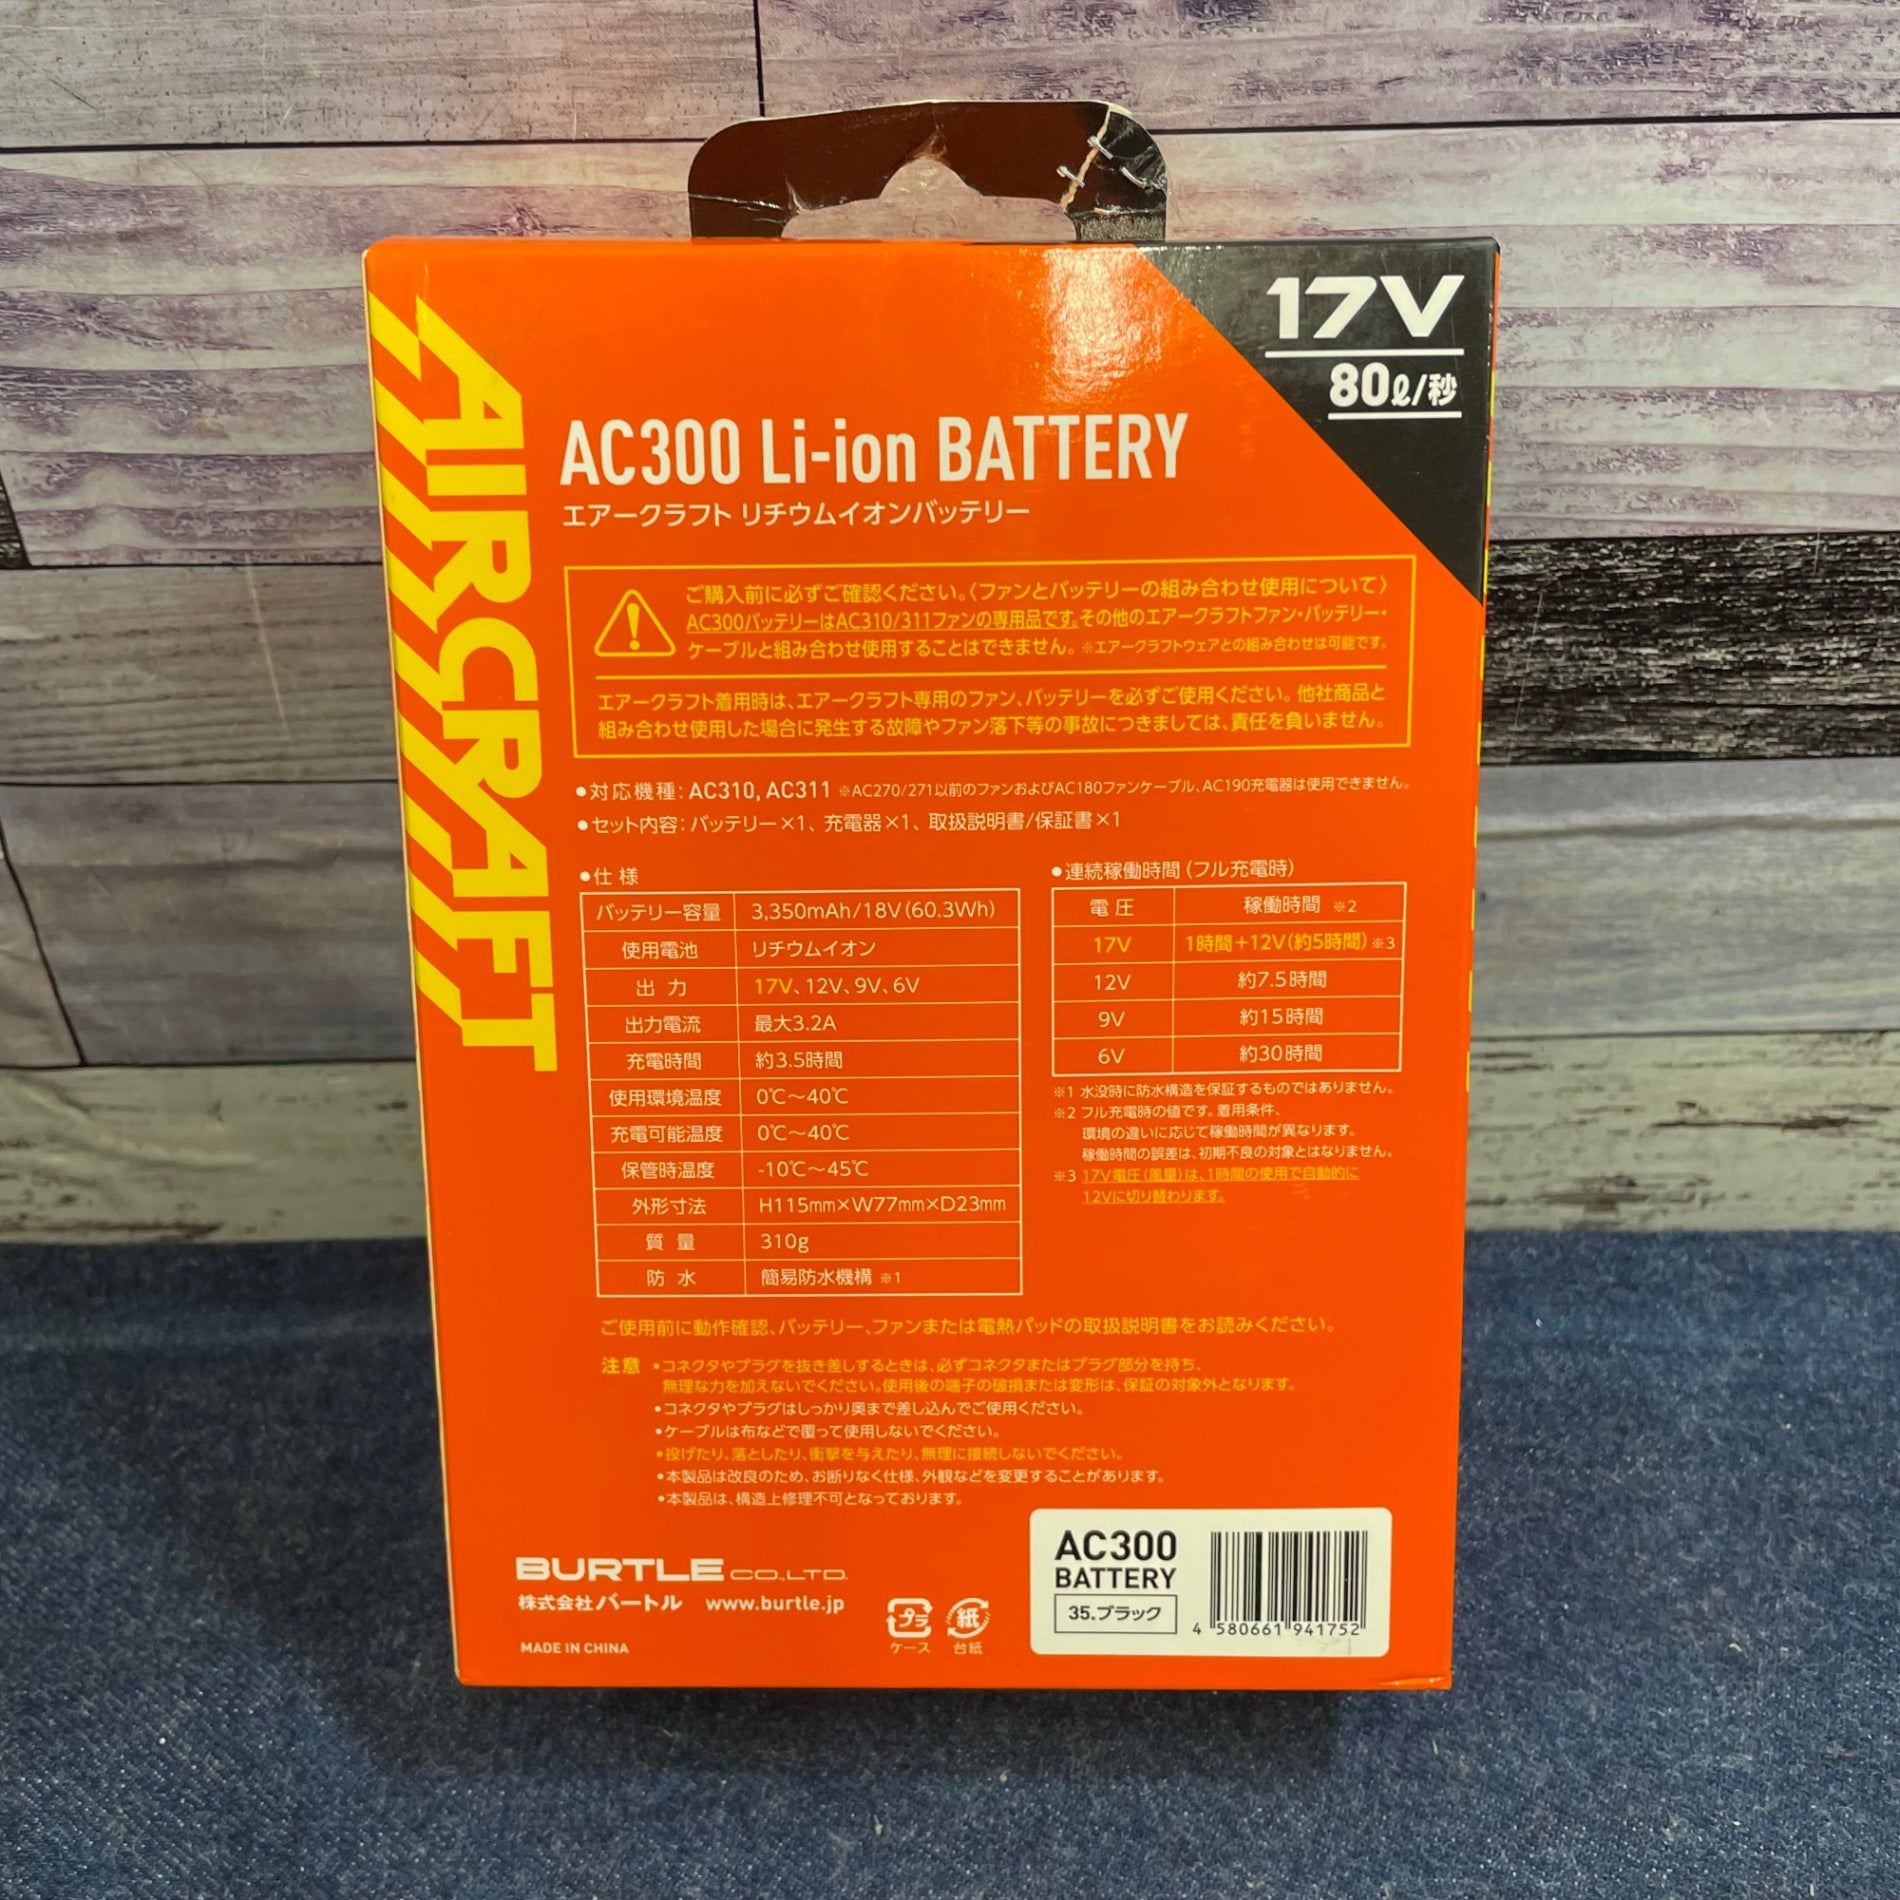 17V
80ℓ/秒
AIRCRAFT
AC300 Li-ion BATTERY
エアークラフト リチウムイオンバッテリー
ご購入前に必ずご確認ください。〈ファンとバッテリーの組み合わせ使用について〉
AC300バッテリーはAC310/311ファンの専用品です。その他のエアークラフトファン・バッテリー・
ケーブルと組み合わせ使用することはできません。※エアークラフトウェアとの組み合わせは可能です。
エアークラフト着用時は、エアークラフト専用のファン、バッテリーを必ずご使用ください。他社商品と
組み合わせ使用した場合に発生する故障やファン落下等の事故につきましては、責任を負いません。
●対応機種：AC310, AC311 ※AC270/271以前のファンおよびAC180ファンケーブル、AC190充電器は使用できません。
●セット内容：バッテリー×1、充電器×1、取扱説明書/保証書×1
●仕様
バッテリー容量 3,350mAh/18V(60.3Wh)
使用電池 リチウムイオン
出力 17V、12V、9V、6V
出力電流 最大3.2A
充電時間 約3.5時間
使用環境温度 0℃～40℃
充電可能温度 0℃～40℃
保管時温度 -10℃～45℃
外形寸法 H115mm×W77mm×D23mm
質量 310g
防水 簡易防水機構 ※1
●連続稼働時間(フル充電時)
電圧 稼働時間 ※2
17V 1時間+12V(約5時間)※3
12V 約7.5時間
9V 約15時間
6V 約30時間
※1 水没時に防水構造を保証するものではありません。
※2 フル充電時の値です。着用条件、
環境の違いに応じて稼働時間が異なります。
稼働時間の誤差は、初期不良の対象とはなりません。
※3 17V電圧(風量)は、1時間の使用で自動的に
12Vに切り替わります。
ご使用前に動作確認、バッテリー、ファンまたは電熱パッドの取扱説明書をお読みください。
注意 •コネクタやプラグを抜き差しするときは、必ずコネクタまたはプラグ部分を持ち、
無理な力を加えないでください。使用後の端子の破損または変形は、保証の対象外となります。
•コネクタやプラグはしっかり奥まで差し込んでご使用ください。
•ケーブルは布などで覆って使用しないでください。
•投げたり、落としたり、衝撃を与えたり、無理に接続しないでください。
•本製品は改良のため、お断りなく仕様、外観などを変更することがあります。
•本製品は、構造上修理不可となっております。
BURTLE CO.,LTD.
株式会社バートル www.burtle.jp
MADE IN CHINA
プラ
ケース
紙
台紙
AC300
BATTERY
35.ブラック
4 580661 941752